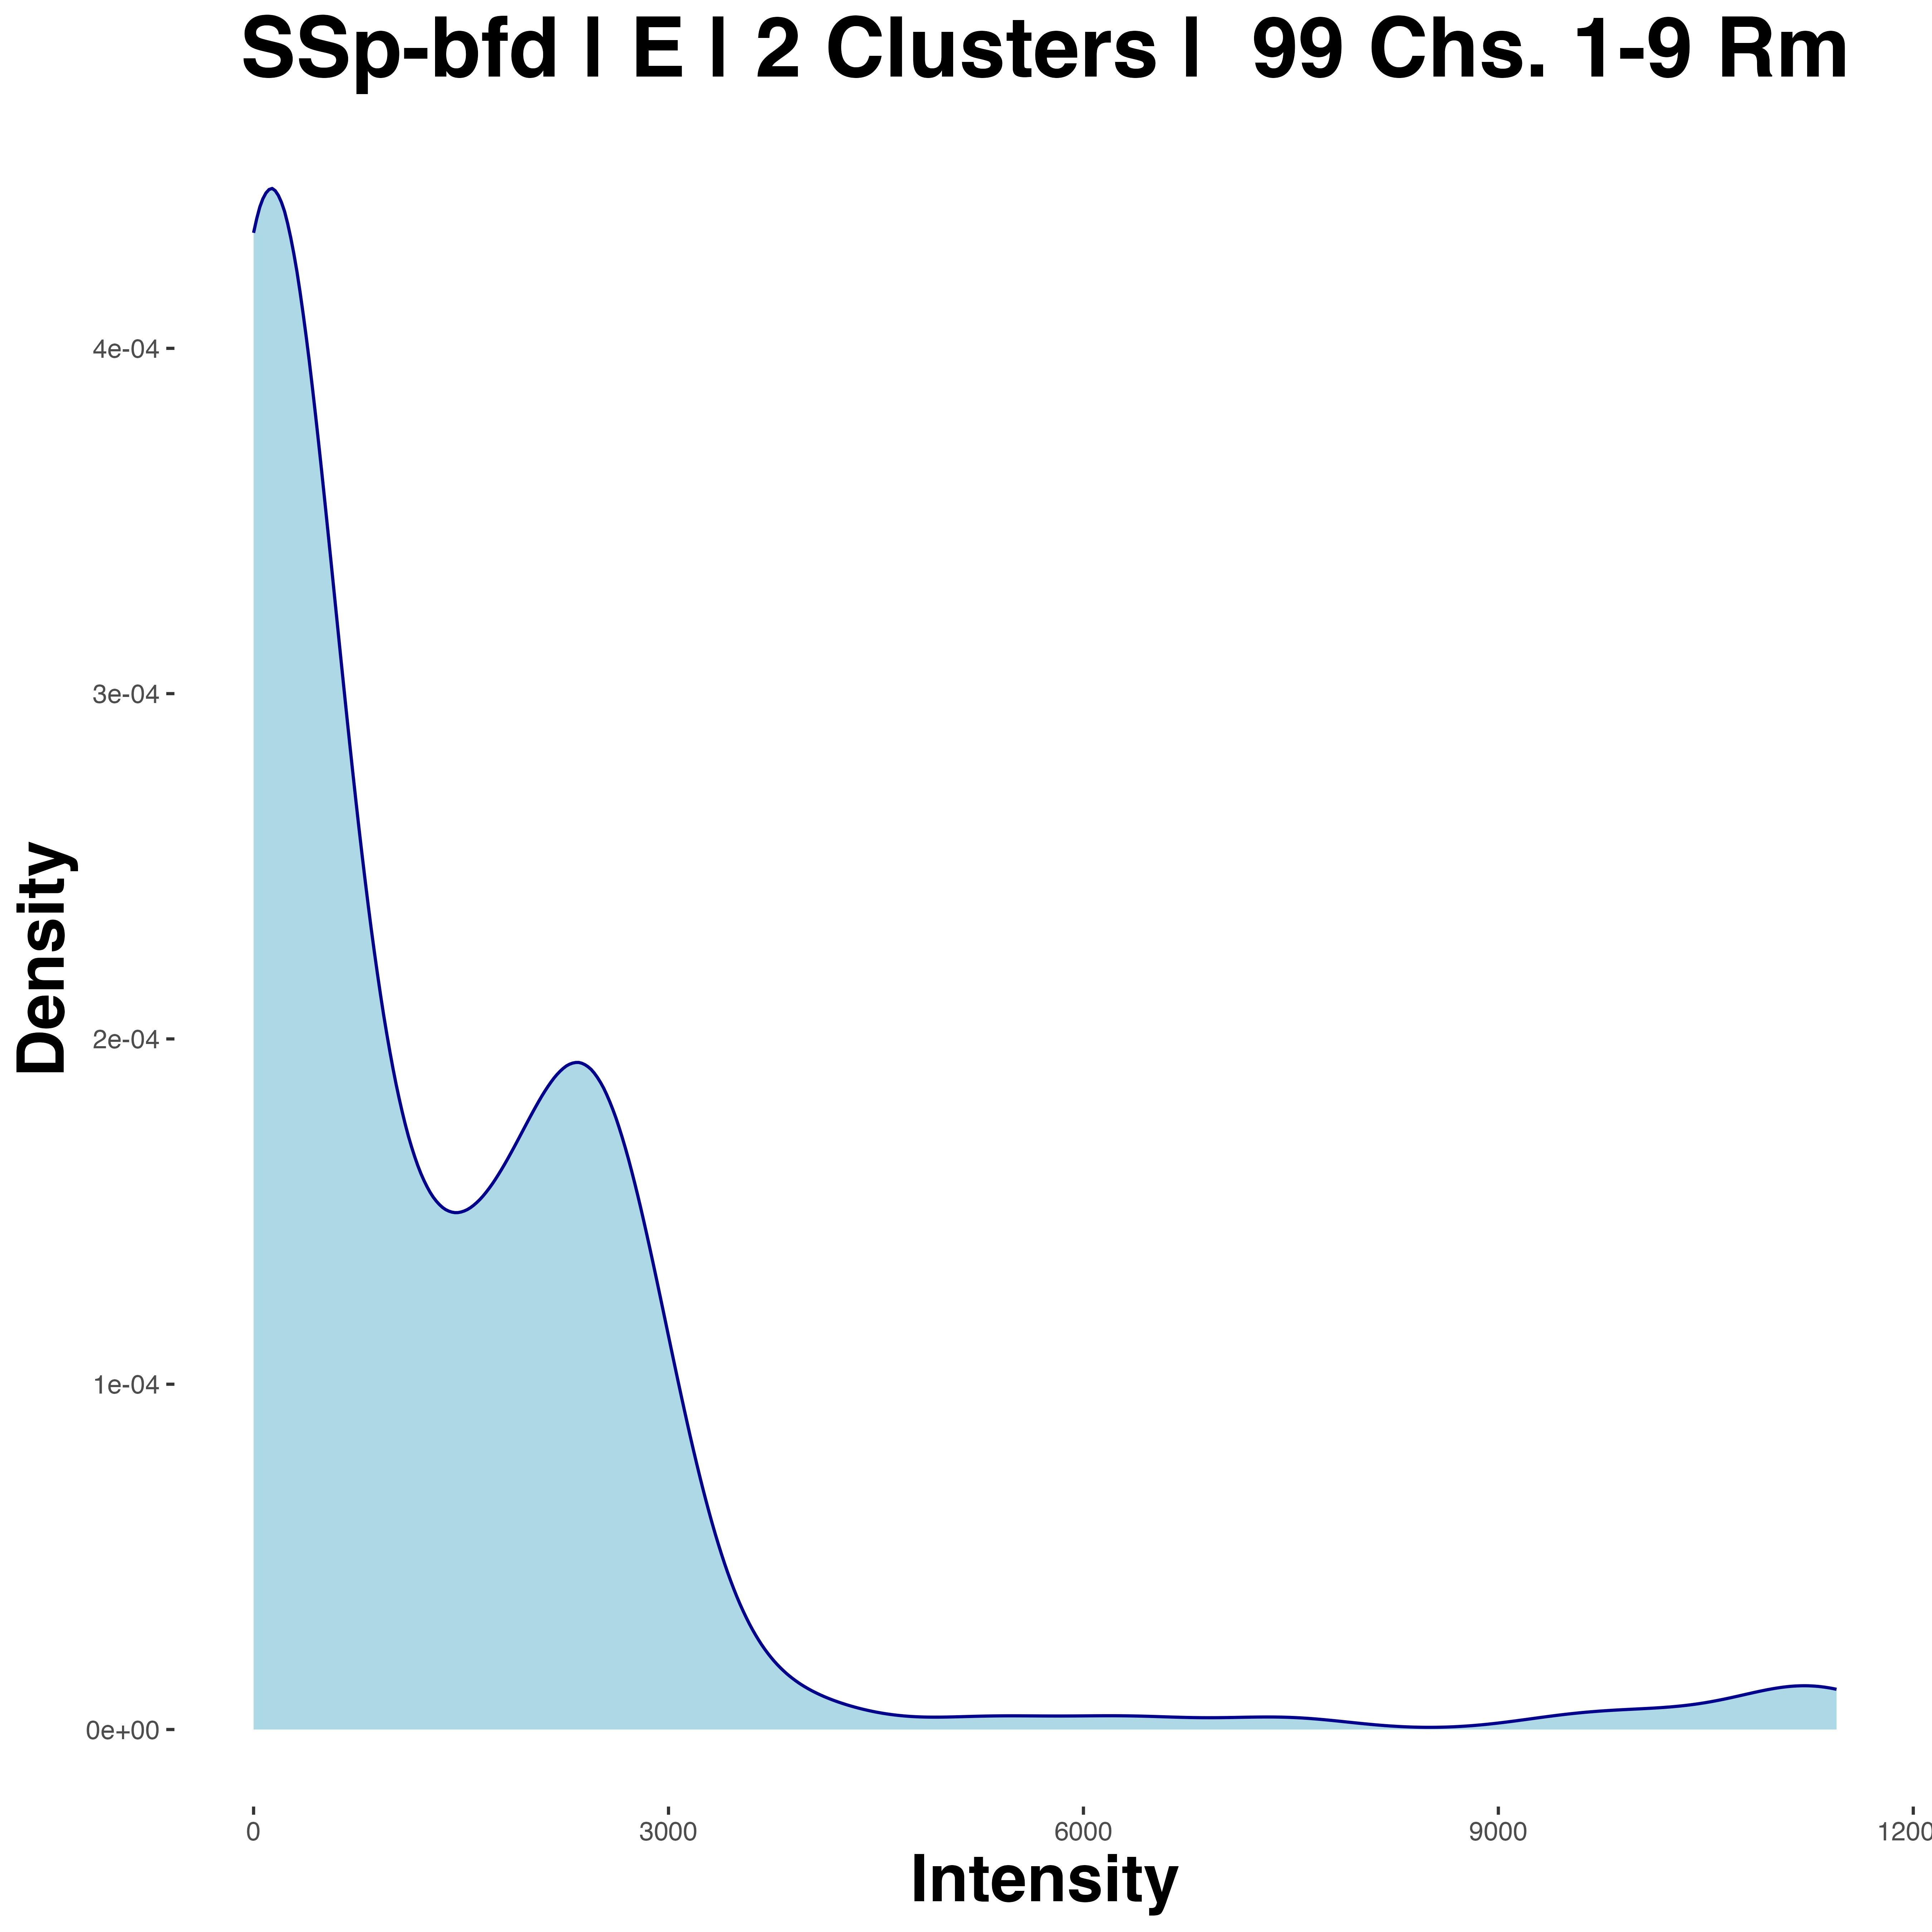 SSp-bfd | E | 2 Clusters | 99 Chs. 1-9 Rm
4e-04
3e-04
2e-04
1e-04
0e+00
Density
0 3000 6000 9000 1200
Intensity